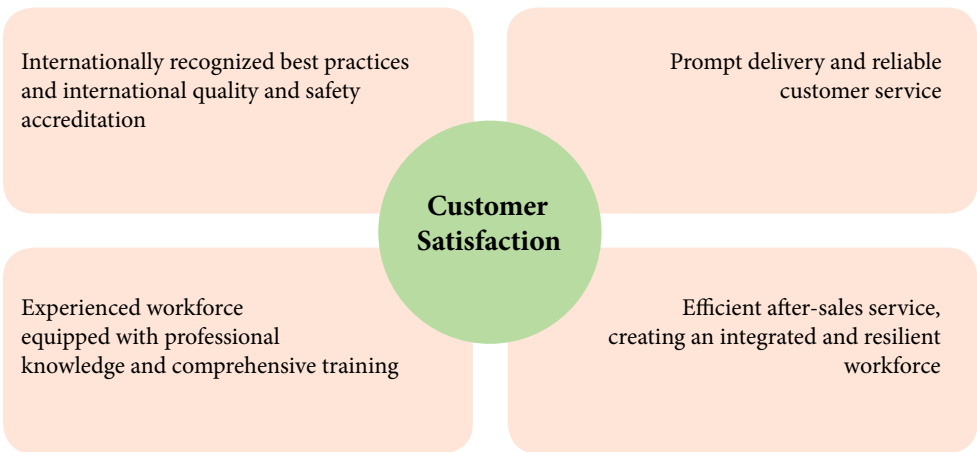 Internationally recognized best practices
and international quality and safety
accreditation
Prompt delivery and reliable
customer service
Customer
Satisfaction
Experienced workforce
equipped with professional
knowledge and comprehensive training
Efficient after-sales service,
creating an integrated and resilient
workforce